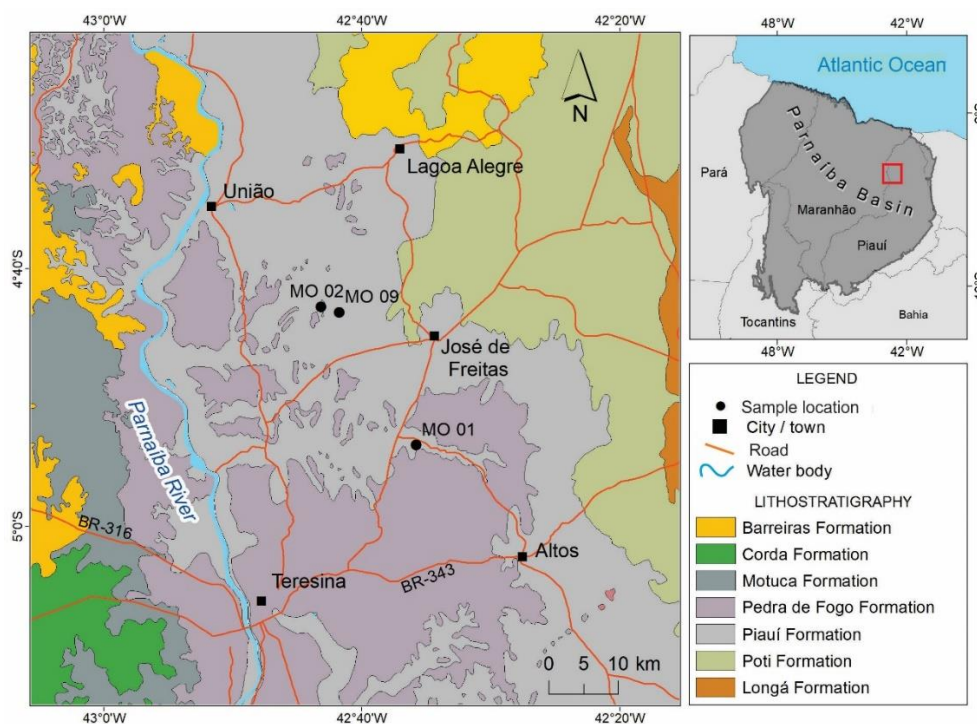 43°0'W
42°40'W
42°20'W
4°40'S
5°0'S
N
Lagoa Alegre
União
MO 02
MO 09
José de
Freitas
MO 01
Parnaíba River
BR-316
Altos
BR-343
Teresina
0 5 10 km
43°0'W
42°40'W
42°20'W
48°W
42°W
Atlantic Ocean
Parnaíba Basin
Pará
Maranhão
Piauí
Tocantins
Bahia
48°W
42°W
LEGEND
Sample location
City / town
Road
Water body
LITHOSTRATIGRAPHY
Barreiras Formation
Corda Formation
Motuca Formation
Pedra de Fogo Formation
Piauí Formation
Poti Formation
Longá Formation